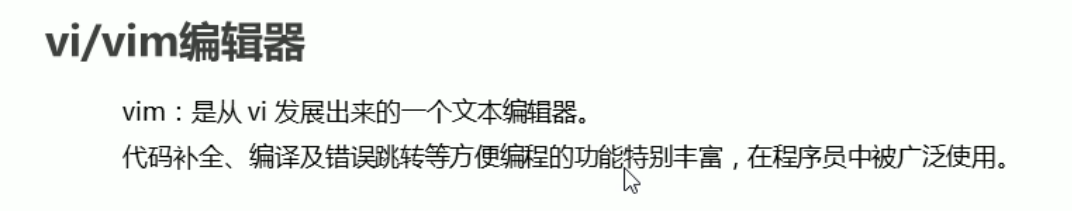 vi/vim编辑器
vim：是从 vi 发展出来的一个文本编辑器。
代码补全、编译及错误跳转等方便编程的功能特别丰富，在程序员中被广泛使用。